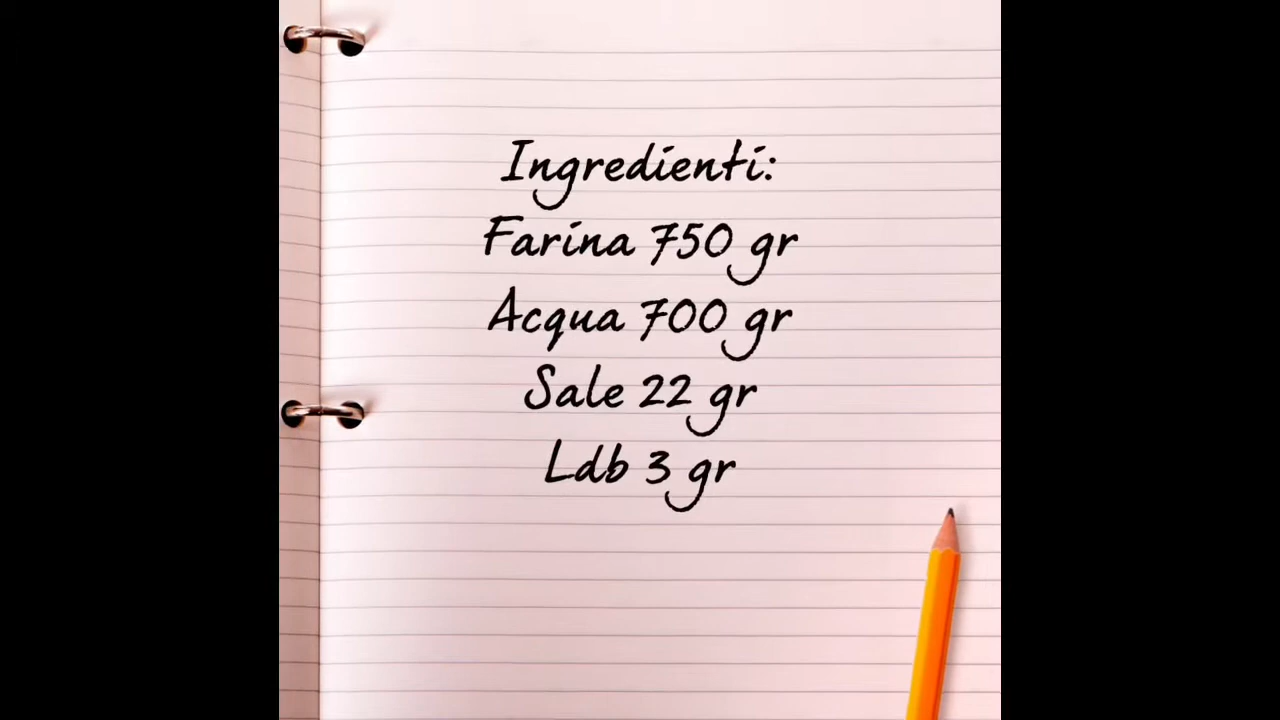 Ingredienti:
Farina 750 gr
Acqua 700 gr
Sale 22 gr
Ldb 3 gr